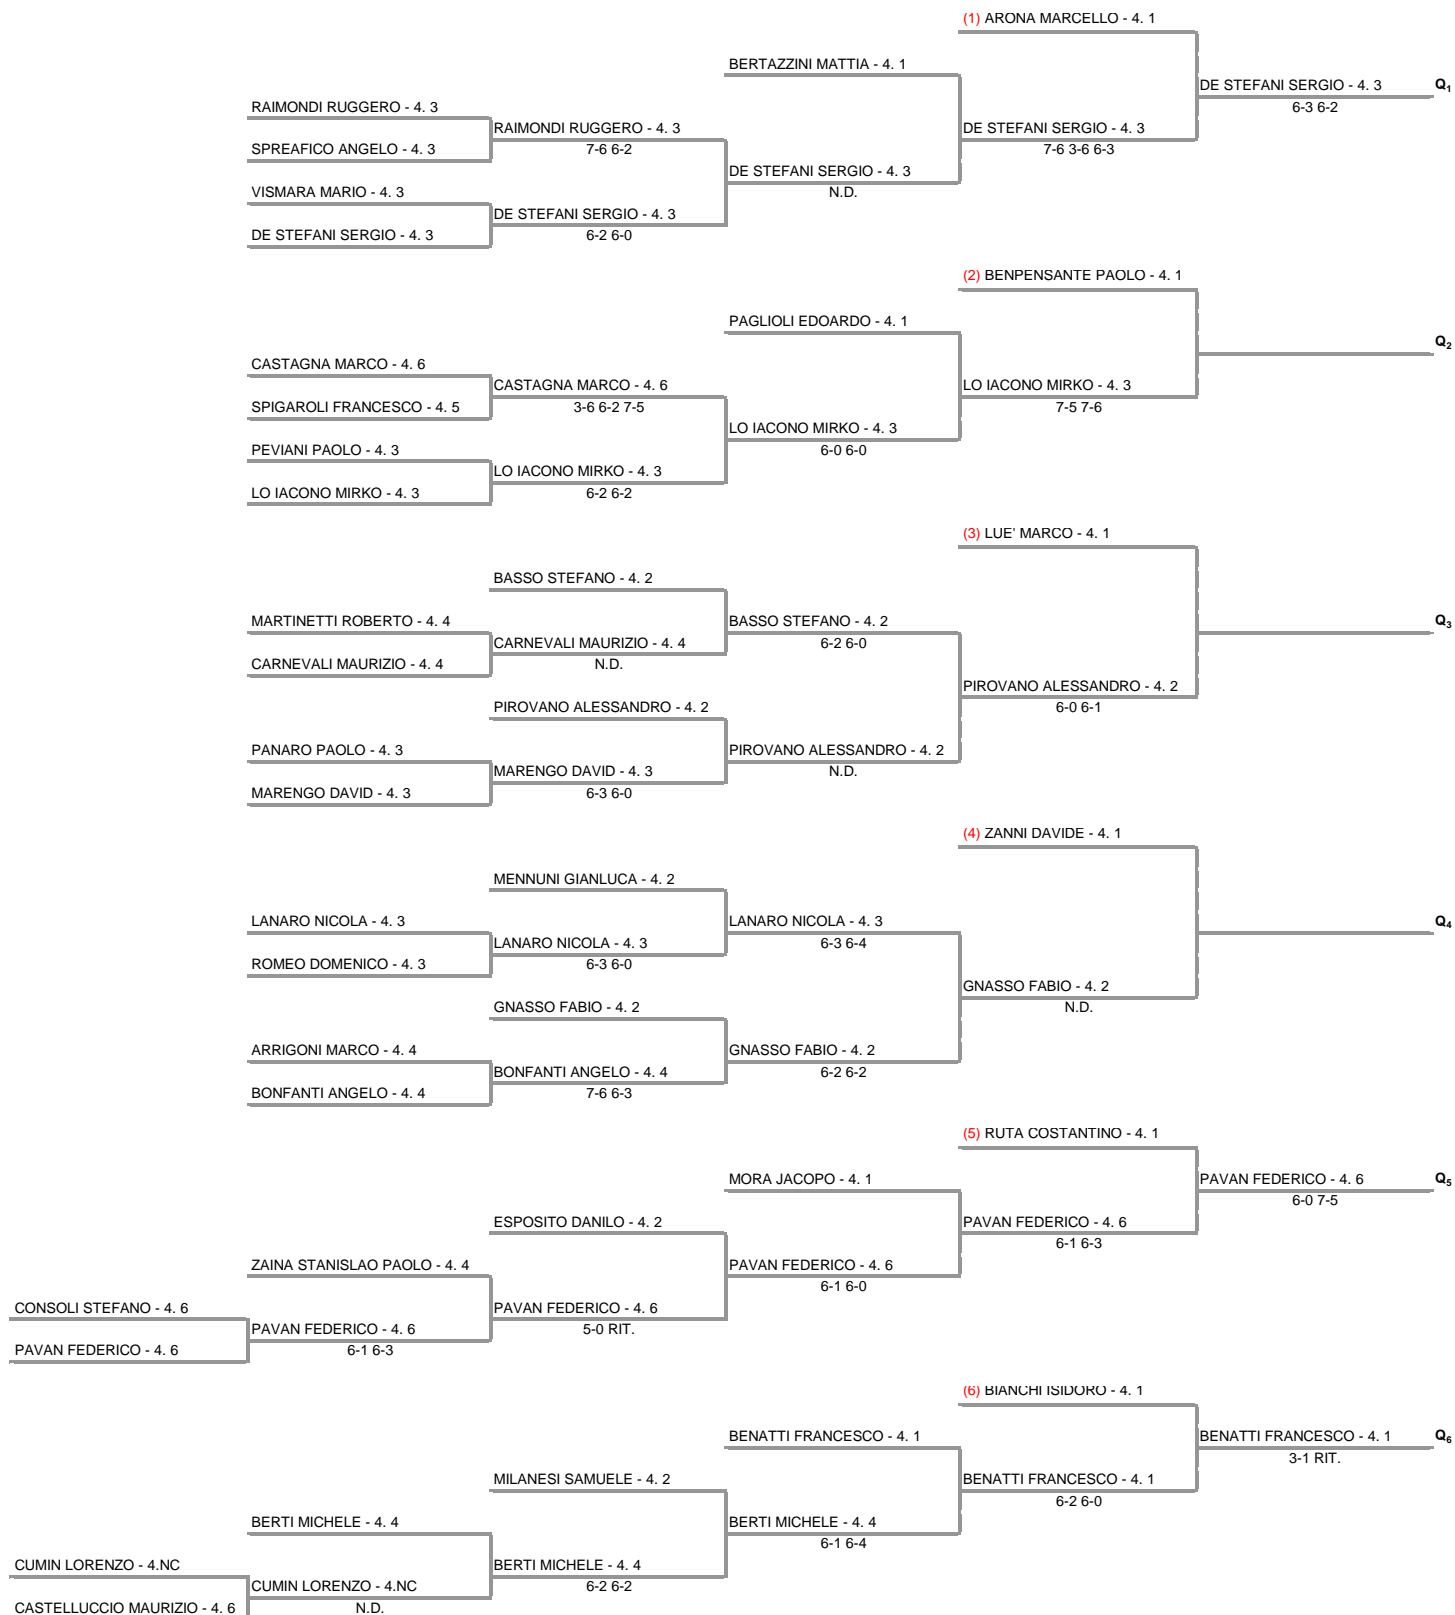 (1) ARONA MARCELLO - 4. 1
BERTAZZINI MATTIA - 4. 1
DE STEFANI SERGIO - 4. 3
Q1
6-3 6-2
RAIMONDI RUGGERO - 4. 3
RAIMONDI RUGGERO - 4. 3
DE STEFANI SERGIO - 4. 3
7-6 6-2
7-6 3-6 6-3
SPREAFICO ANGELO - 4. 3
DE STEFANI SERGIO - 4. 3
N.D.
VISMARA MARIO - 4. 3
DE STEFANI SERGIO - 4. 3
6-2 6-0
DE STEFANI SERGIO - 4. 3
(2) BENPENSANTE PAOLO - 4. 1
PAGLIOLI EDOARDO - 4. 1
Q2
CASTAGNA MARCO - 4. 6
CASTAGNA MARCO - 4. 6
LO IACONO MIRKO - 4. 3
3-6 6-2 7-5
7-5 7-6
SPIGAROLI FRANCESCO - 4. 5
LO IACONO MIRKO - 4. 3
6-0 6-0
PEVIANI PAOLO - 4. 3
LO IACONO MIRKO - 4. 3
6-2 6-2
LO IACONO MIRKO - 4. 3
(3) LUE' MARCO - 4. 1
BASSO STEFANO - 4. 2
MARTINETTI ROBERTO - 4. 4
BASSO STEFANO - 4. 2
Q3
6-2 6-0
CARNEVALI MAURIZIO - 4. 4
N.D.
CARNEVALI MAURIZIO - 4. 4
PIROVANO ALESSANDRO - 4. 2
6-0 6-1
PIROVANO ALESSANDRO - 4. 2
PANARO PAOLO - 4. 3
PIROVANO ALESSANDRO - 4. 2
N.D.
MARENGO DAVID - 4. 3
6-3 6-0
MARENGO DAVID - 4. 3
(4) ZANNI DAVIDE - 4. 1
MENNUNI GIANLUCA - 4. 2
LANARO NICOLA - 4. 3
LANARO NICOLA - 4. 3
Q4
6-3 6-4
LANARO NICOLA - 4. 3
6-3 6-0
ROMEO DOMENICO - 4. 3
GNASSO FABIO - 4. 2
N.D.
GNASSO FABIO - 4. 2
ARRIGONI MARCO - 4. 4
GNASSO FABIO - 4. 2
6-2 6-2
BONFANTI ANGELO - 4. 4
7-6 6-3
BONFANTI ANGELO - 4. 4
(5) RUTA COSTANTINO - 4. 1
MORA JACOPO - 4. 1
PAVAN FEDERICO - 4. 6
Q5
6-0 7-5
ESPOSITO DANILO - 4. 2
PAVAN FEDERICO - 4. 6
6-1 6-3
ZAINA STANISLAO PAOLO - 4. 4
PAVAN FEDERICO - 4. 6
6-1 6-0
CONSOLI STEFANO - 4. 6
PAVAN FEDERICO - 4. 6
5-0 RIT.
PAVAN FEDERICO - 4. 6
6-1 6-3
PAVAN FEDERICO - 4. 6
(6) BIANCHI ISIDORO - 4. 1
BENATTI FRANCESCO - 4. 1
BENATTI FRANCESCO - 4. 1
Q6
3-1 RIT.
MILANESI SAMUELE - 4. 2
BENATTI FRANCESCO - 4. 1
6-2 6-0
BERTI MICHELE - 4. 4
BERTI MICHELE - 4. 4
6-1 6-4
CUMIN LORENZO - 4.NC
BERTI MICHELE - 4. 4
6-2 6-2
CUMIN LORENZO - 4.NC
N.D.
CASTELLUCCIO MAURIZIO - 4. 6